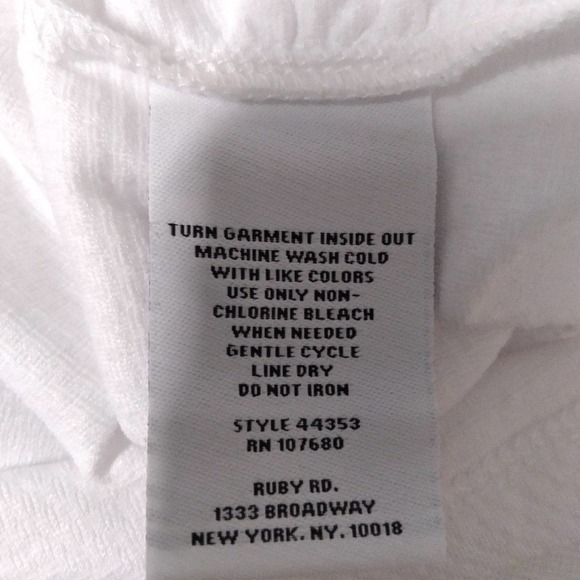 TURN GARMENT INSIDE OUT
MACHINE WASH COLD
WITH LIKE COLORS
USE ONLY NON-
CHLORINE BLEACH
WHEN NEEDED
GENTLE CYCLE
LINE DRY
DO NOT IRON
STYLE 44353
RN 107680
RUBY RD.
1333 BROADWAY
NEW YORK. NY. 10018